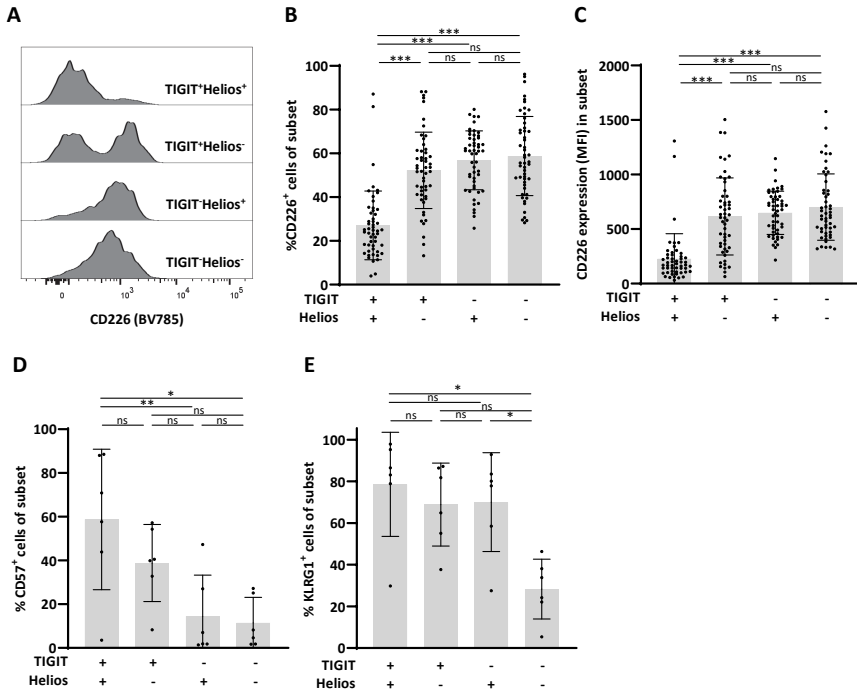 A
TIGIT⁺Helios⁺
TIGIT⁺Helios⁻
TIGIT⁻Helios⁺
TIGIT⁻Helios⁻
0 10³ 10⁴ 10⁵
CD226 (BV785)
B
***
***
ns
*** ns ns
%CD226⁺ cells of subset
100
80
60
40
20
0
TIGIT + + - -
Helios + - + -
C
***
***
ns
*** ns ns
CD226 expression (MFI) in subset
2000
1500
1000
500
0
TIGIT + + - -
Helios + - + -
D
*
**
ns
ns ns ns
% CD57⁺ cells of subset
100
80
60
40
20
0
TIGIT + + - -
Helios + - + -
E
*
ns
ns
ns ns *
% KLRG1⁺ cells of subset
100
80
60
40
20
0
TIGIT + + - -
Helios + - + -